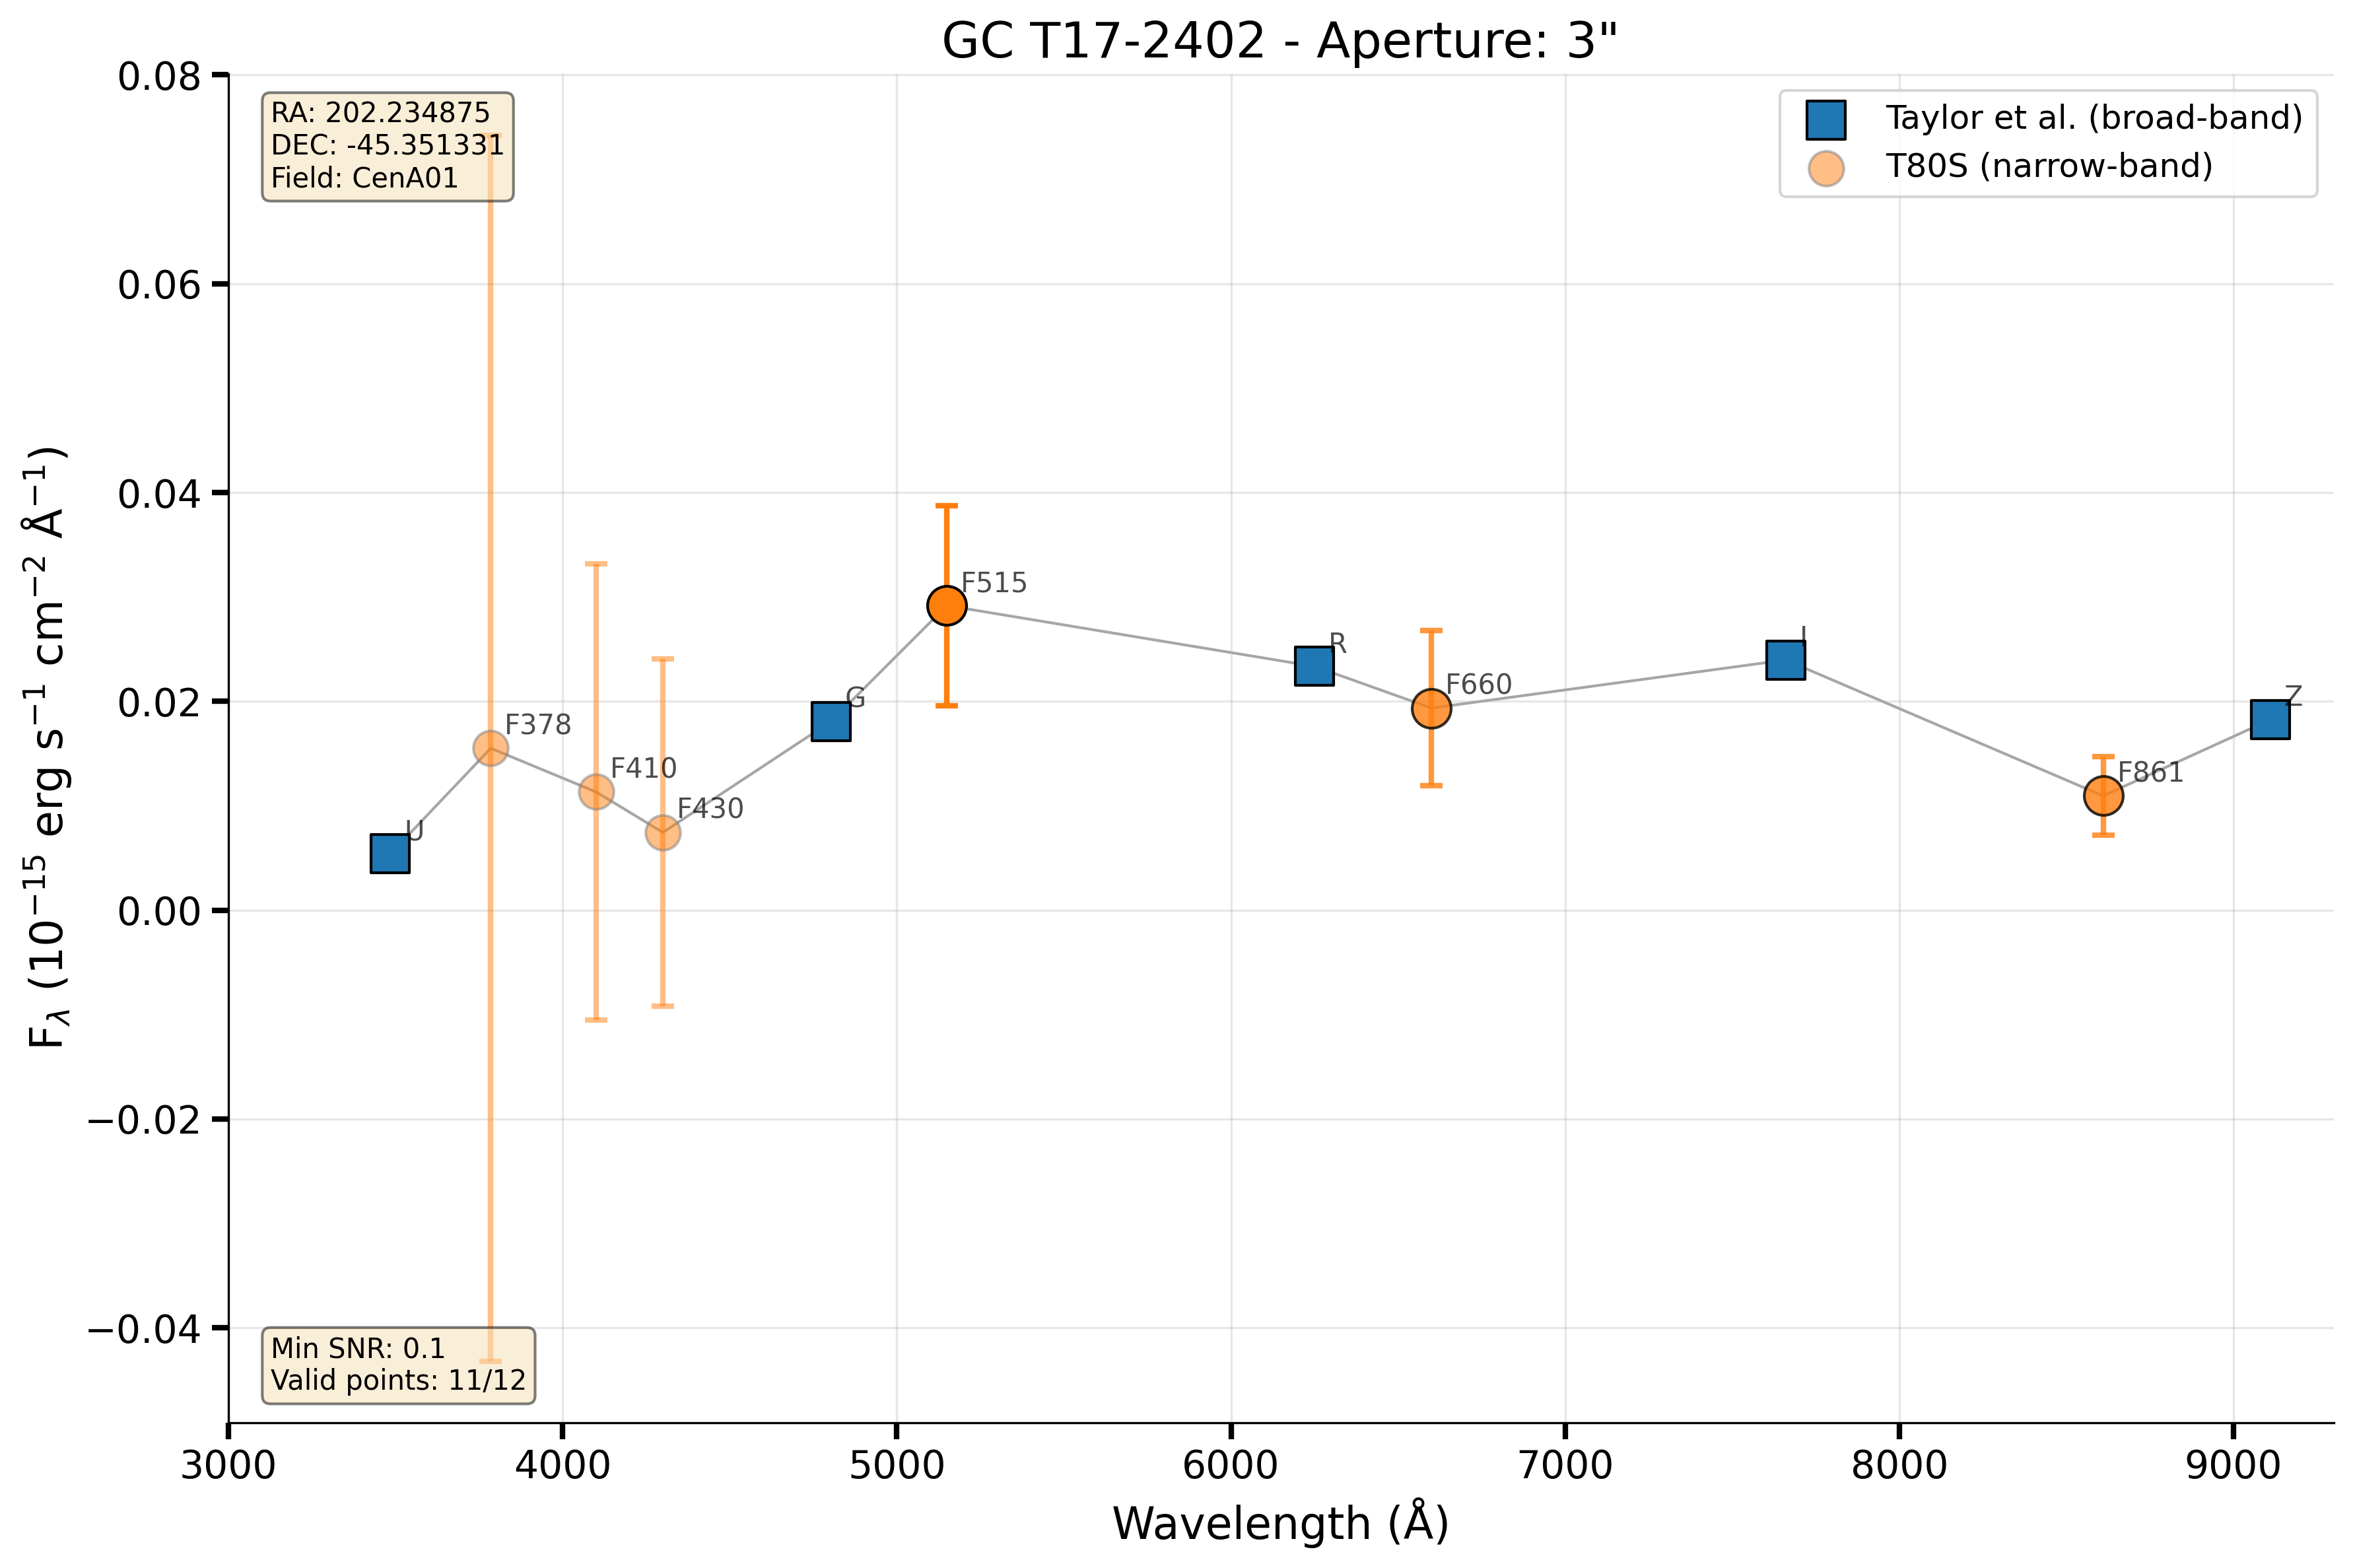 GC T17-2402 - Aperture: 3"
RA: 202.234875
DEC: -45.351331
Field: CenA01
Taylor et al. (broad-band)
T80S (narrow-band)
0.08
0.06
0.04
0.02
0.00
−0.02
−0.04
F_λ (10⁻¹⁵ erg s⁻¹ cm⁻² Å⁻¹)
U
F378
F410
F430
G
F515
R
F660
I
F861
Z
Min SNR: 0.1
Valid points: 11/12
3000
4000
5000
6000
7000
8000
9000
Wavelength (Å)